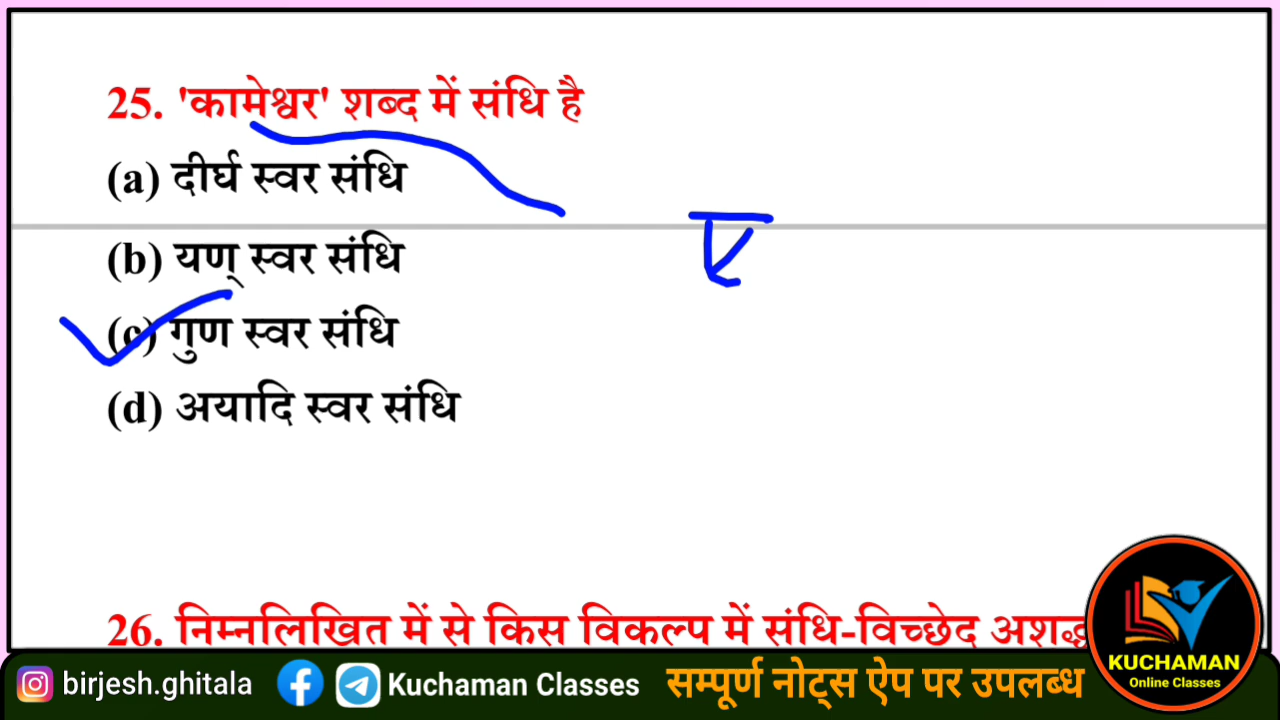 25. 'कामेश्वर' शब्द में संधि है
(a) दीर्घ स्वर संधि
(b) यण् स्वर संधि
ए
(c) गुण स्वर संधि
(d) अयादि स्वर संधि
26. निम्नलिखित में से किस विकल्प में संधि-विच्छेद
birjesh.ghitala
Kuchaman Classes
सम्पूर्ण नोट्स ऐप पर उपलब्ध
KUCHAMAN
Online Classes